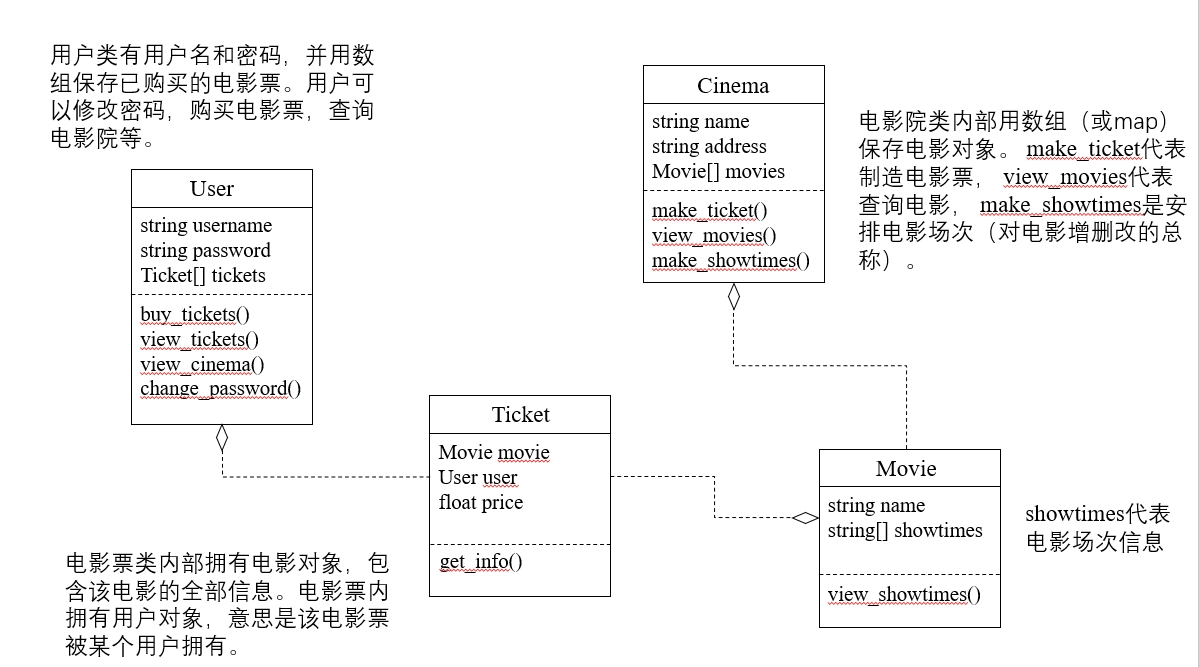 用户类有用户名和密码，并用数
组保存已购买的电影票。用户可
以修改密码，购买电影票，查询
电影院等。
User
string username
string password
Ticket[] tickets
buy_tickets()
view_tickets()
view_cinema()
change_password()
Cinema
string name
string address
Movie[] movies
make_ticket()
view_movies()
make_showtimes()
电影院类内部用数组（或map）
保存电影对象。 make_ticket代表
制造电影票， view_movies代表
查询电影， make_showtimes是安
排电影场次（对电影增删改的总
称）。
Ticket
Movie movie
User user
float price
get_info()
Movie
string name
string[] showtimes
view_showtimes()
showtimes代表
电影场次信息
电影票类内部拥有电影对象，包
含该电影的全部信息。电影票内
拥有用户对象，意思是该电影票
被某个用户拥有。